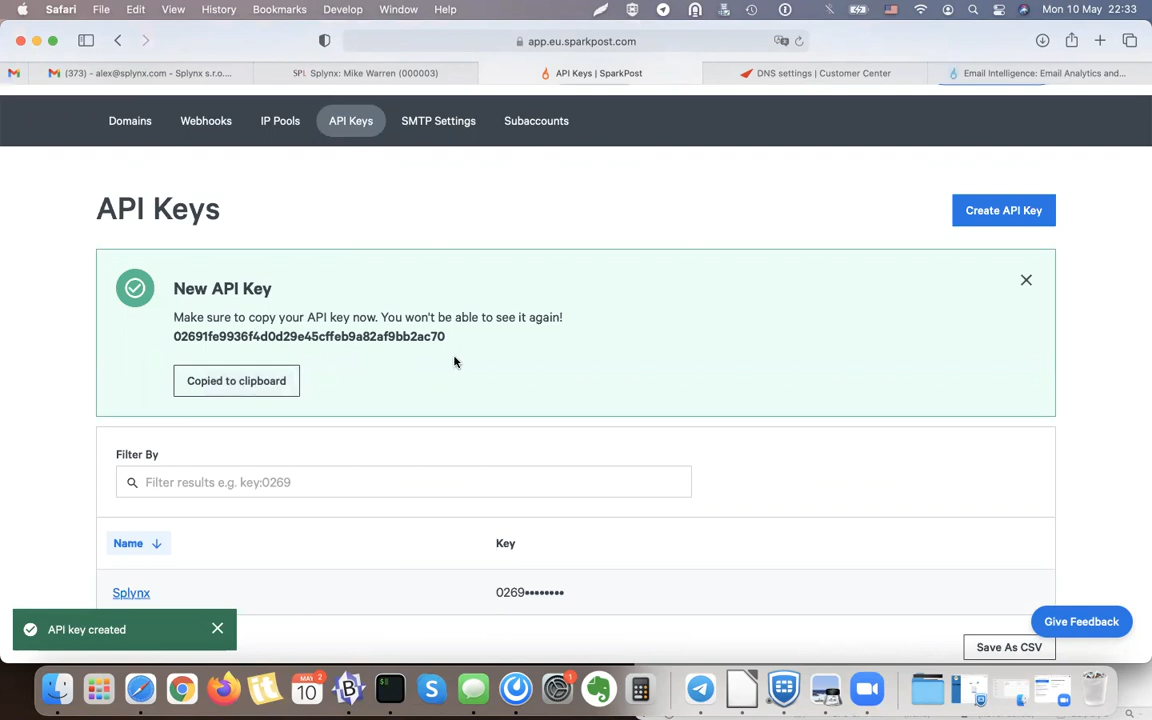 Safari File Edit View History Bookmarks Develop Window Help Mon 10 May 22:33
app.eu.sparkpost.com
(373) - alex@splynx.com - Splynx s.r.o....
SPL Splynx: Mike Warren (000003)
API Keys | SparkPost
DNS settings | Customer Center
Email Intelligence: Email Analytics and...
Domains Webhooks IP Pools API Keys SMTP Settings Subaccounts
API Keys
Create API Key
New API Key
Make sure to copy your API key now. You won't be able to see it again!
02691fe9936f4d0d29e45cffeb9a82af9bb2ac70
Copied to clipboard
Filter By
Filter results e.g. key:0269
Name Key
Splynx 0269••••••••
API key created
Give Feedback
Save As CSV
MAY 2
10
1